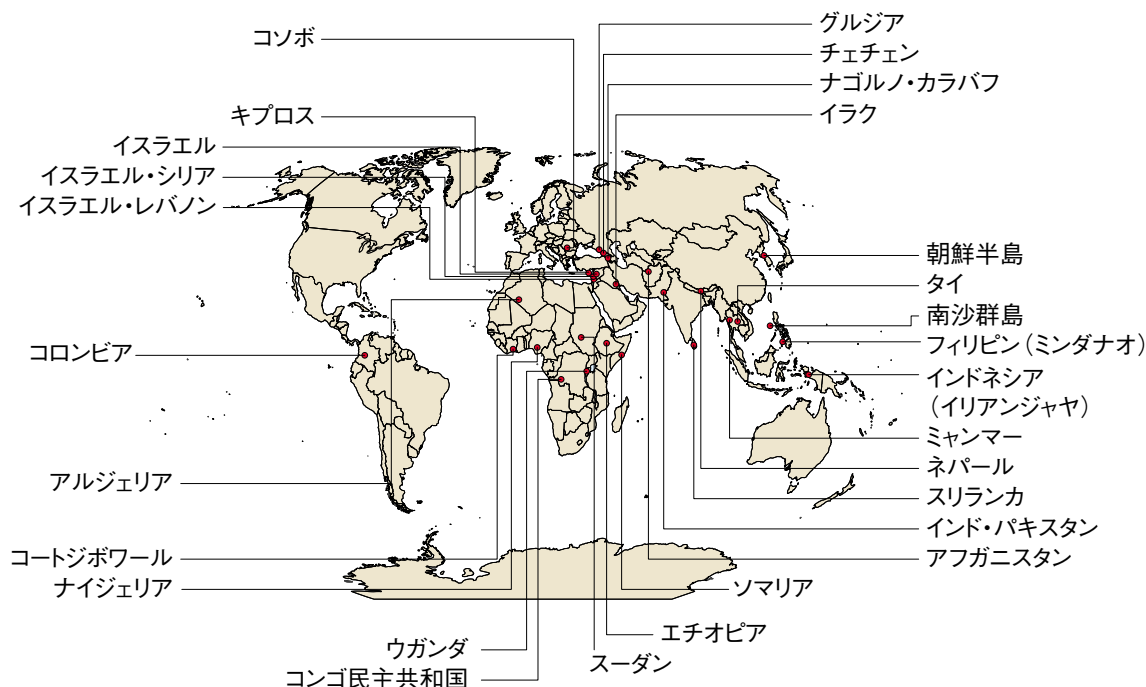 コソボ
グルジア
チェチェン
ナゴルノ・カラバフ
イラク
キプロス
イスラエル
イスラエル・シリア
イスラエル・レバノン
朝鮮半島
タイ
南沙群島
フィリピン（ミンダナオ）
インドネシア
（イリアンジャヤ）
ミャンマー
ネパール
スリランカ
インド・パキスタン
アフガニスタン
コロンビア
アルジェリア
コートジボワール
ナイジェリア
ソマリア
エチオピア
スーダン
ウガンダ
コンゴ民主共和国